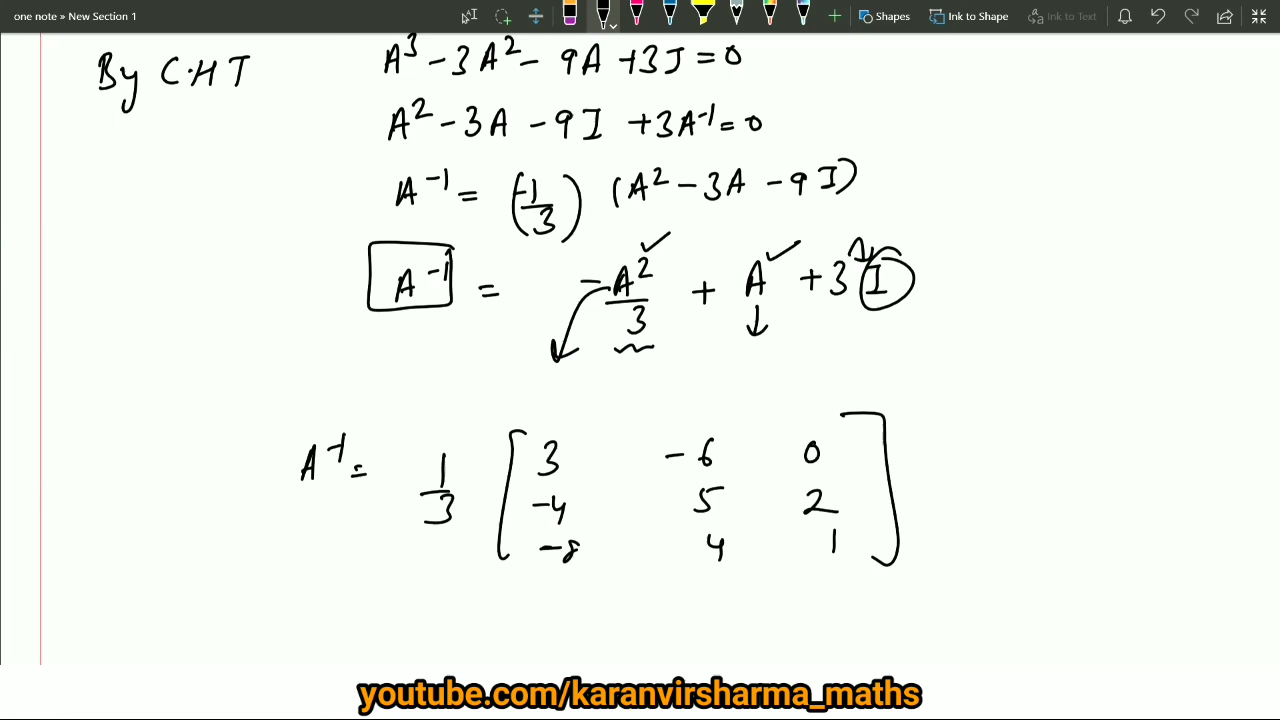 one note » New Section 1
Shapes Ink to Shape Ink to Text
By C.H T
A³ - 3A² - 9A + 3I = 0
A² - 3A - 9I + 3A⁻¹ = 0
A⁻¹ = (-1/3) (A² - 3A - 9I)
A⁻¹ = -A²/3 + A + 3I
A⁻¹ = 1/3 [3 -6 0
-4 5 2
-8 4 1]
youtube.com/karanvirsharma_maths